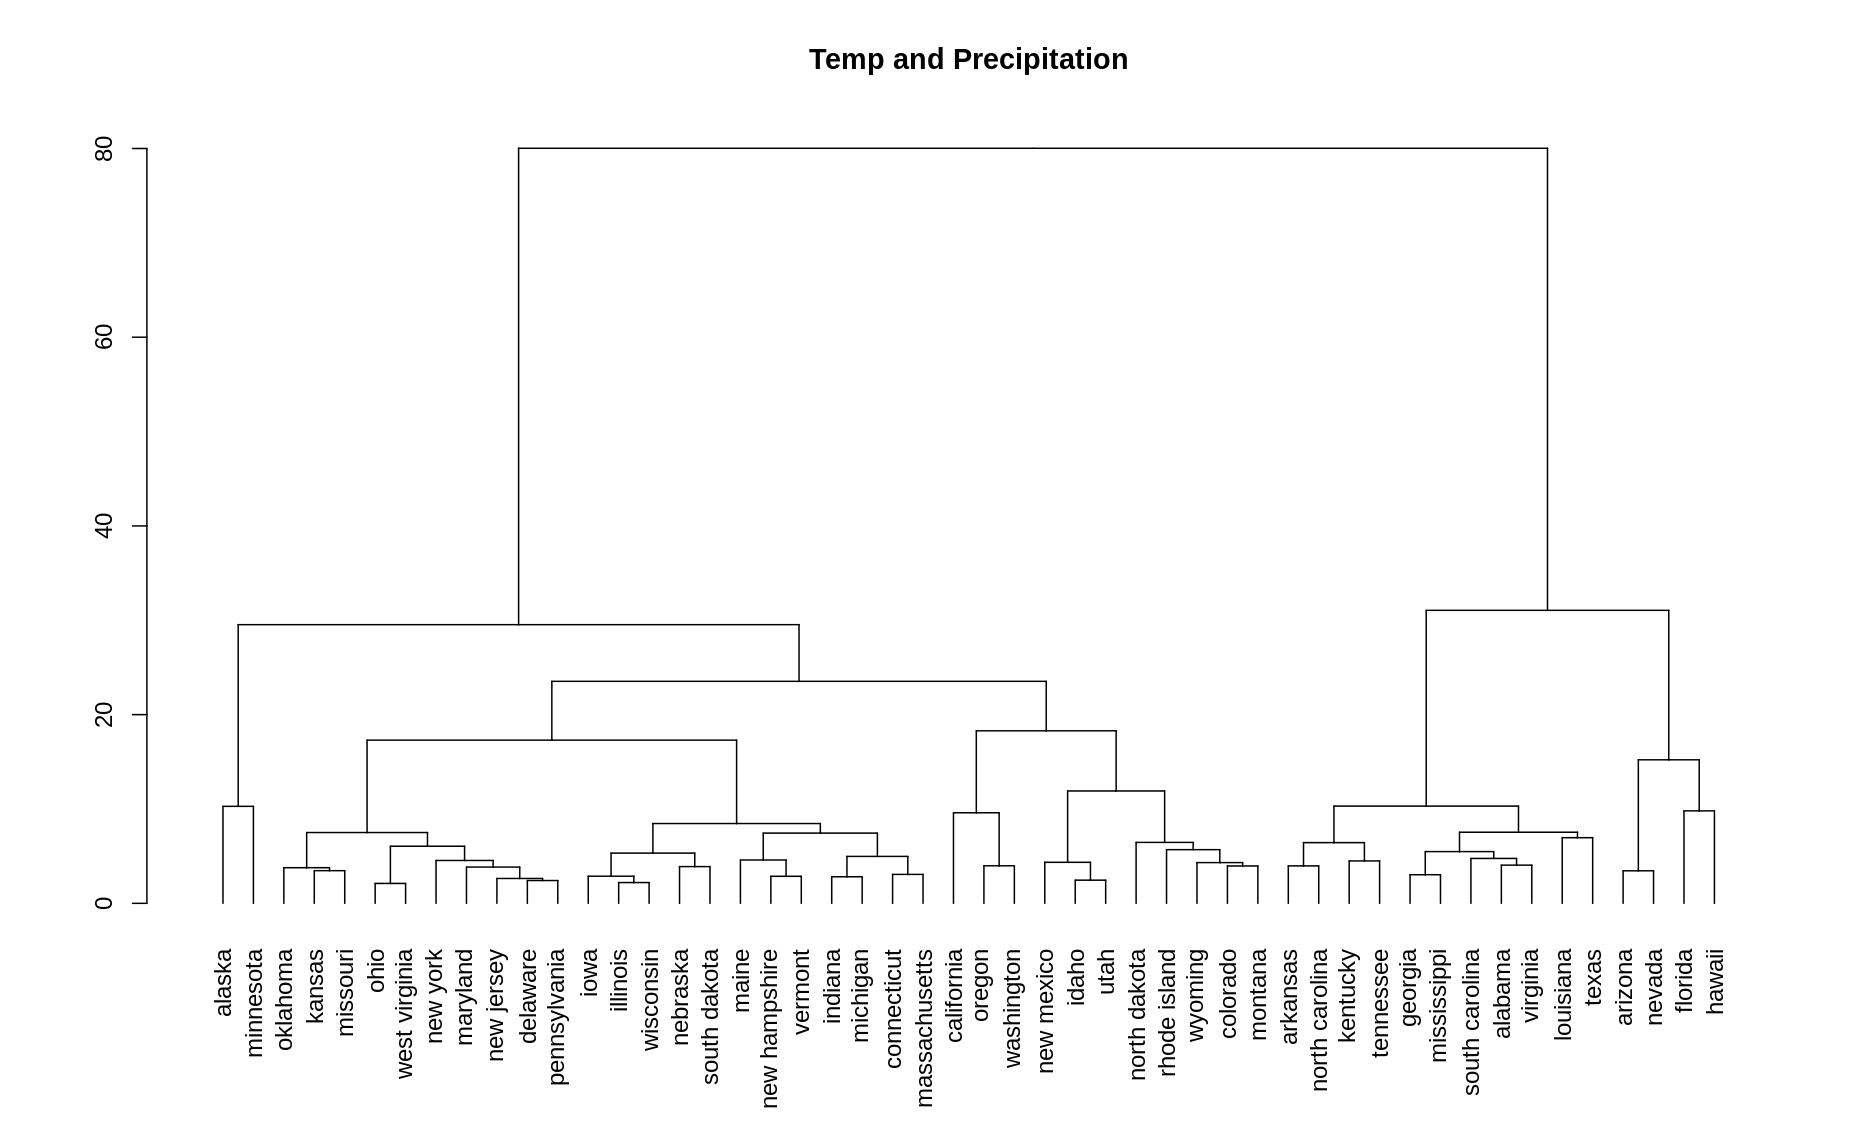 Temp and Precipitation
80
60
40
20
0
alaska
minnesota
oklahoma
kansas
missouri
ohio
west virginia
new york
maryland
new jersey
delaware
pennsylvania
iowa
illinois
wisconsin
nebraska
south dakota
maine
new hampshire
vermont
indiana
michigan
connecticut
massachusetts
california
oregon
washington
new mexico
idaho
utah
north dakota
rhode island
wyoming
colorado
montana
arkansas
north carolina
kentucky
tennessee
georgia
mississippi
south carolina
alabama
virginia
louisiana
texas
arizona
nevada
florida
hawaii